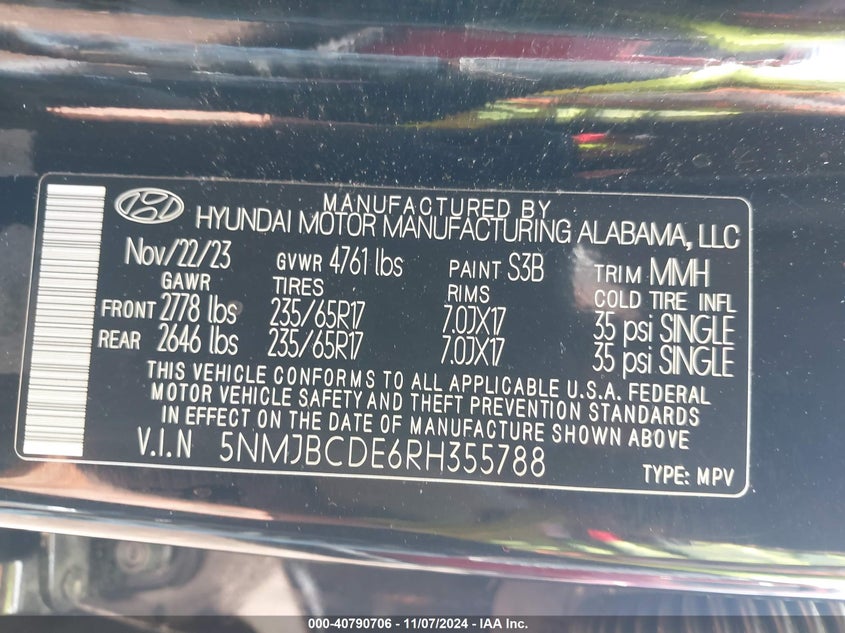 MANUFACTURED BY
HYUNDAI MOTOR MANUFACTURING ALABAMA, LLC
Nov/22/23 GVWR 4761 lbs PAINT S3B TRIM MMH
GAWR TIRES RIMS COLD TIRE INFL
FRONT 2778 lbs 235/65R17 7.0JX17 35 psi SINGLE
REAR 2646 lbs 235/65R17 7.0JX17 35 psi SINGLE
THIS VEHICLE CONFORMS TO ALL APPLICABLE U.S.A. FEDERAL
MOTOR VEHICLE SAFETY AND THEFT PREVENTION STANDARDS
IN EFFECT ON THE DATE OF MANUFACTURE SHOWN ABOVE
V.I.N 5NMJBCDE6RH355788 TYPE: MPV
000-40790706 - 11/07/2024 - IAA Inc.